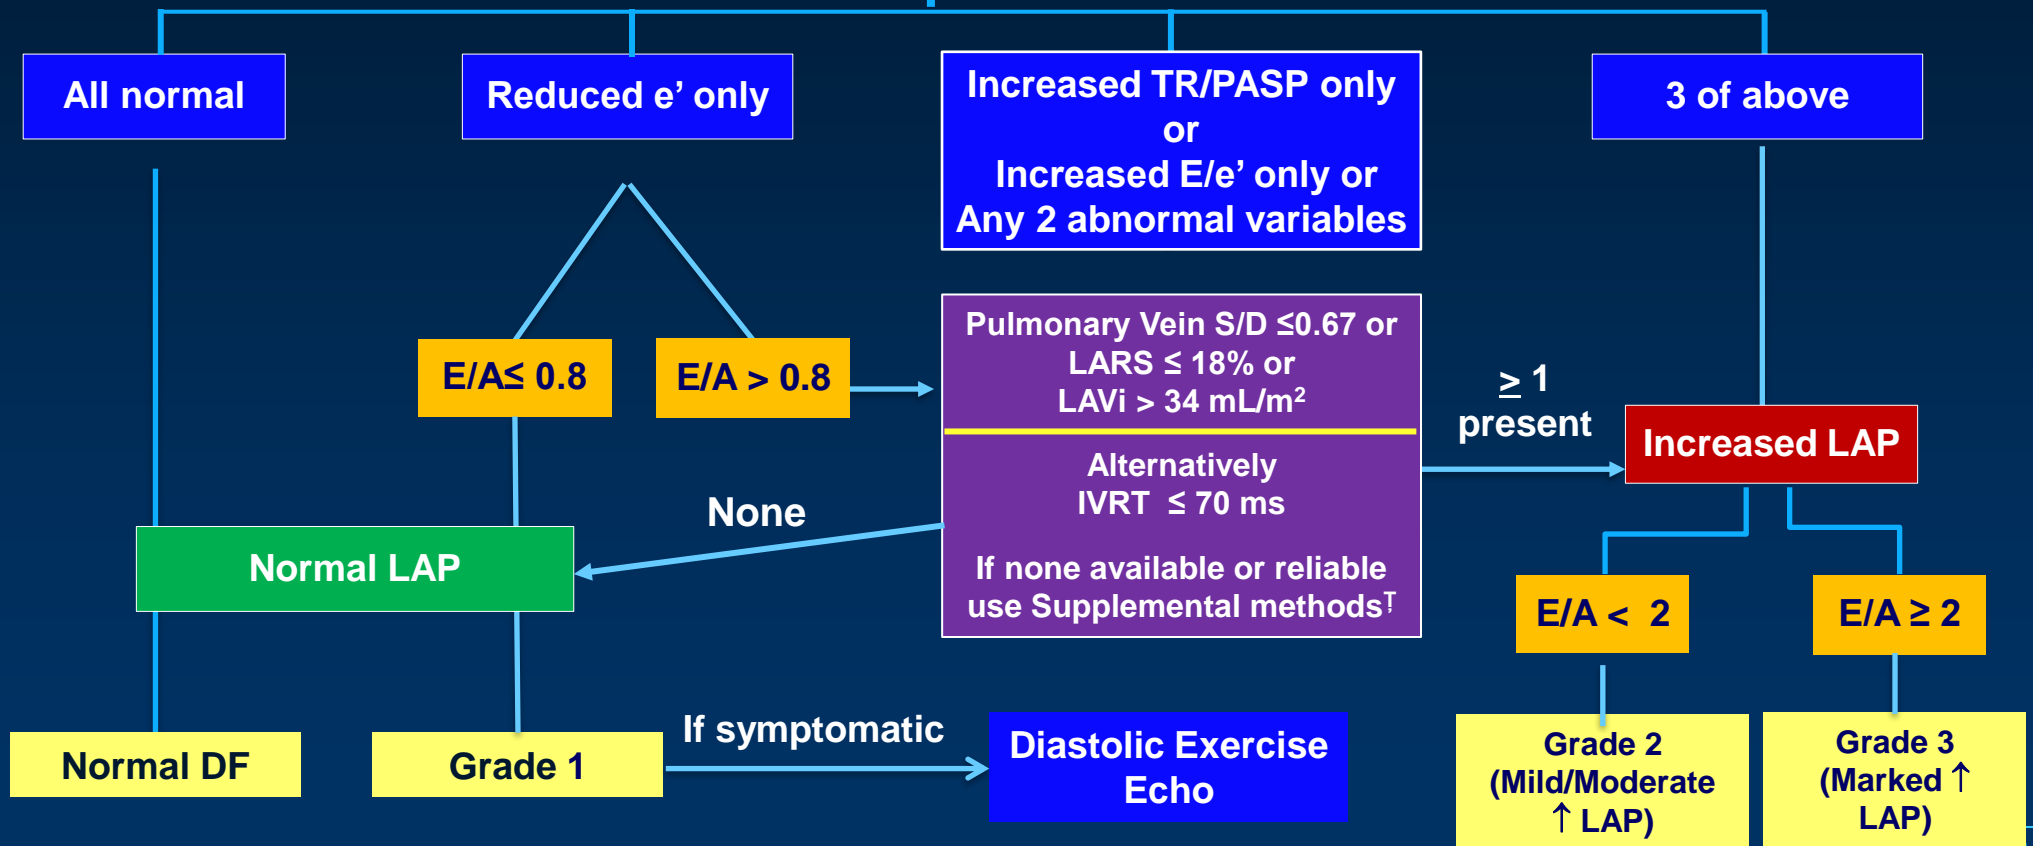 All normal
Reduced e’ only
Increased TR/PASP only
or
Increased E/e’ only or
Any 2 abnormal variables
3 of above
E/A≤ 0.8
E/A > 0.8
Pulmonary Vein S/D ≤0.67 or
LARS ≤ 18% or
LAVi > 34 mL/m²
Alternatively
IVRT ≤ 70 ms
If none available or reliable
use Supplemental methods†
≥ 1
present
Increased LAP
None
Normal LAP
E/A < 2
E/A ≥ 2
Normal DF
Grade 1
If symptomatic
Diastolic Exercise
Echo
Grade 2
(Mild/Moderate
↑ LAP)
Grade 3
(Marked ↑
LAP)